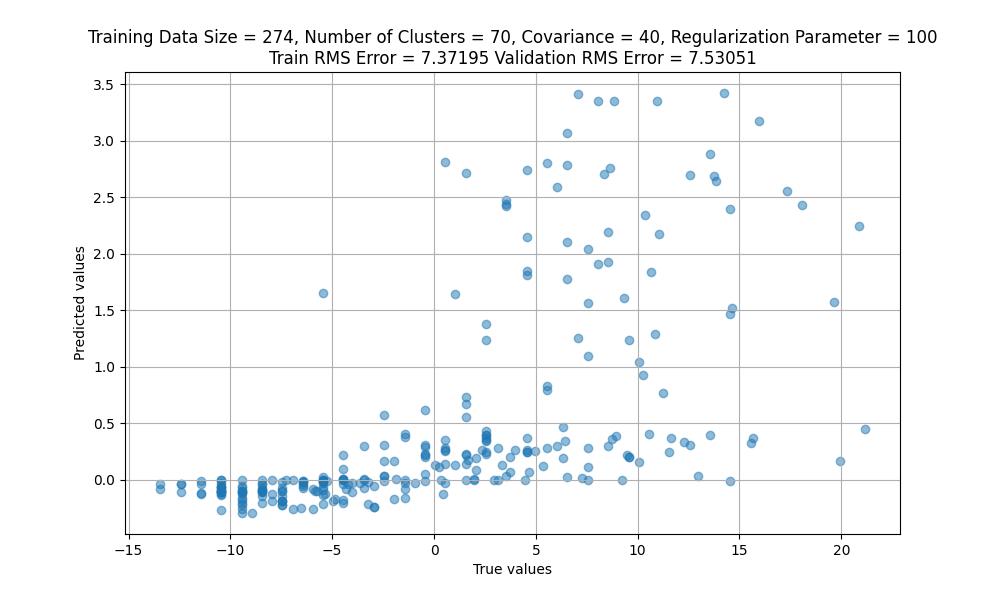 Training Data Size = 274, Number of Clusters = 70, Covariance = 40, Regularization Parameter = 100
Train RMS Error = 7.37195 Validation RMS Error = 7.53051
3.5
3.0
2.5
2.0
1.5
1.0
0.5
0.0
Predicted values
−15 −10 −5 0 5 10 15 20
True values